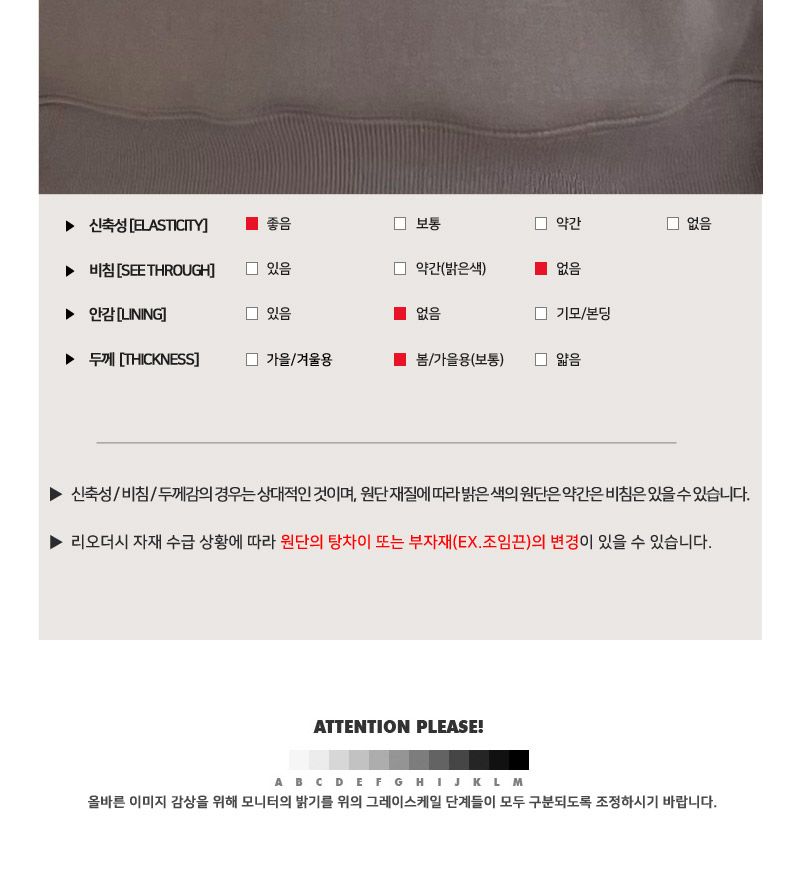 ▶ 신축성 [ELASTICITY] ■ 좋음 □ 보통 □ 약간 □ 없음
▶ 비침 [SEE THROUGH] □ 있음 □ 약간(밝은색) ■ 없음
▶ 안감 [LINING] □ 있음 ■ 없음 □ 기모/본딩
▶ 두께 [THICKNESS] □ 가을/겨울용 ■ 봄/가을용(보통) □ 얇음
▶ 신축성 / 비침 / 두께감의 경우는 상대적인 것이며, 원단 재질에 따라 밝은 색의 원단은 약간은 비침은 있을 수 있습니다.
▶ 리오더시 자재 수급 상황에 따라 원단의 탕차이 또는 부자재(EX.조임끈)의 변경이 있을 수 있습니다.
ATTENTION PLEASE!
A B C D E F G H I J K L M
올바른 이미지 감상을 위해 모니터의 밝기를 위의 그레이스케일 단계들이 모두 구분되도록 조정하시기 바랍니다.